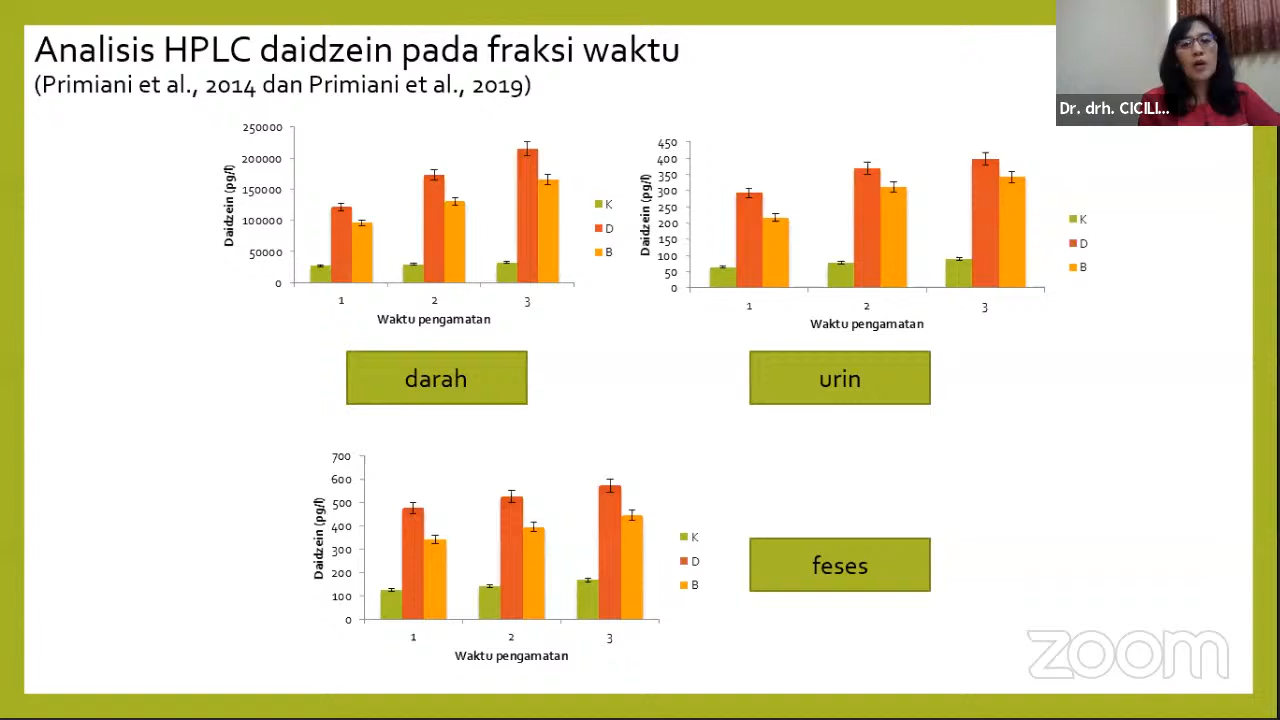 Analisis HPLC daidzein pada fraksi waktu
(Primiani et al., 2014 dan Primiani et al., 2019)
Dr. drh. CICILI...
Daidzein (pg/l)
250000
200000
150000
100000
50000
0
1 2 3
Waktu pengamatan
K
D
B
darah
Daidzein (pg/l)
450
400
350
300
250
200
150
100
50
0
1 2 3
Waktu pengamatan
K
D
B
urin
Daidzein (pg/l)
700
600
500
400
300
200
100
0
1 2 3
Waktu pengamatan
K
D
B
feses
zoom